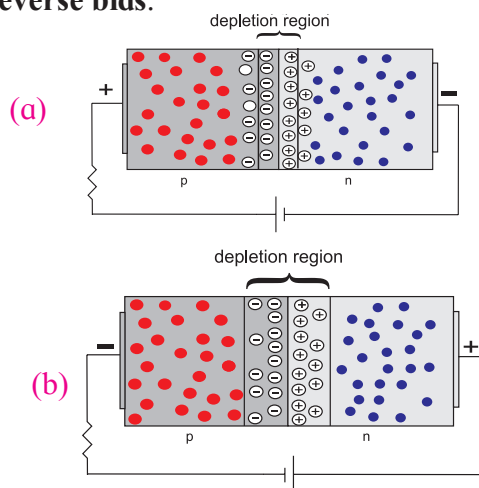 everse bias.
depletion region
+
−
(a)
p n
depletion region
−
+
(b)
p n